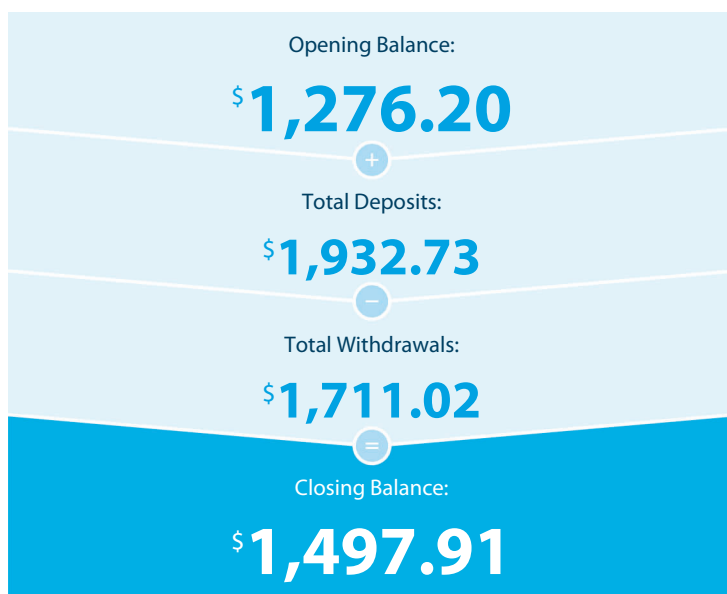 Opening Balance:
$1,276.20
+
Total Deposits:
$1,932.73
−
Total Withdrawals:
$1,711.02
=
Closing Balance:
$1,497.91